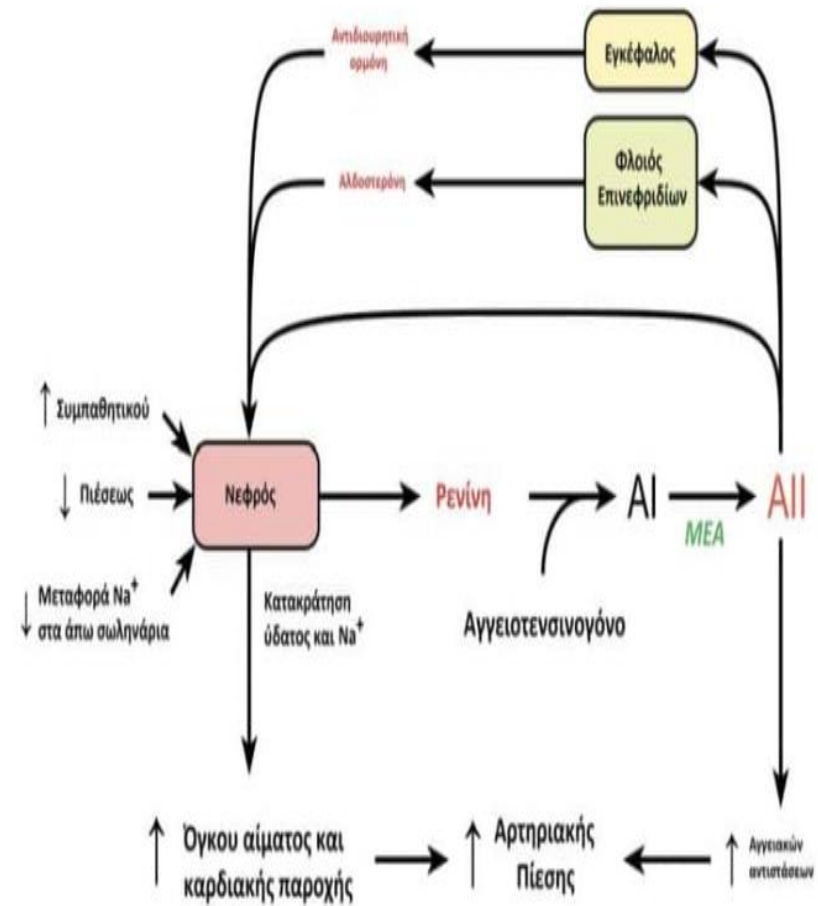 Αντιδιουρητική
ορμόνη
Εγκέφαλος
Αλδοστερόνη
Φλοιός
Επινεφριδίων
↑ Συμπαθητικού
↓ Πιέσεως
↓ Μεταφορά Na⁺
στα άπω σωληνάρια
Νεφρός
Ρενίνη
AI
MEA
AII
Αγγειοτενσινογόνο
Κατακράτηση
ύδατος και Na⁺
↑ Όγκου αίματος και
καρδιακής παροχής
↑ Αρτηριακής
Πίεσης
↑ Αγγειακών
αντιστάσεων